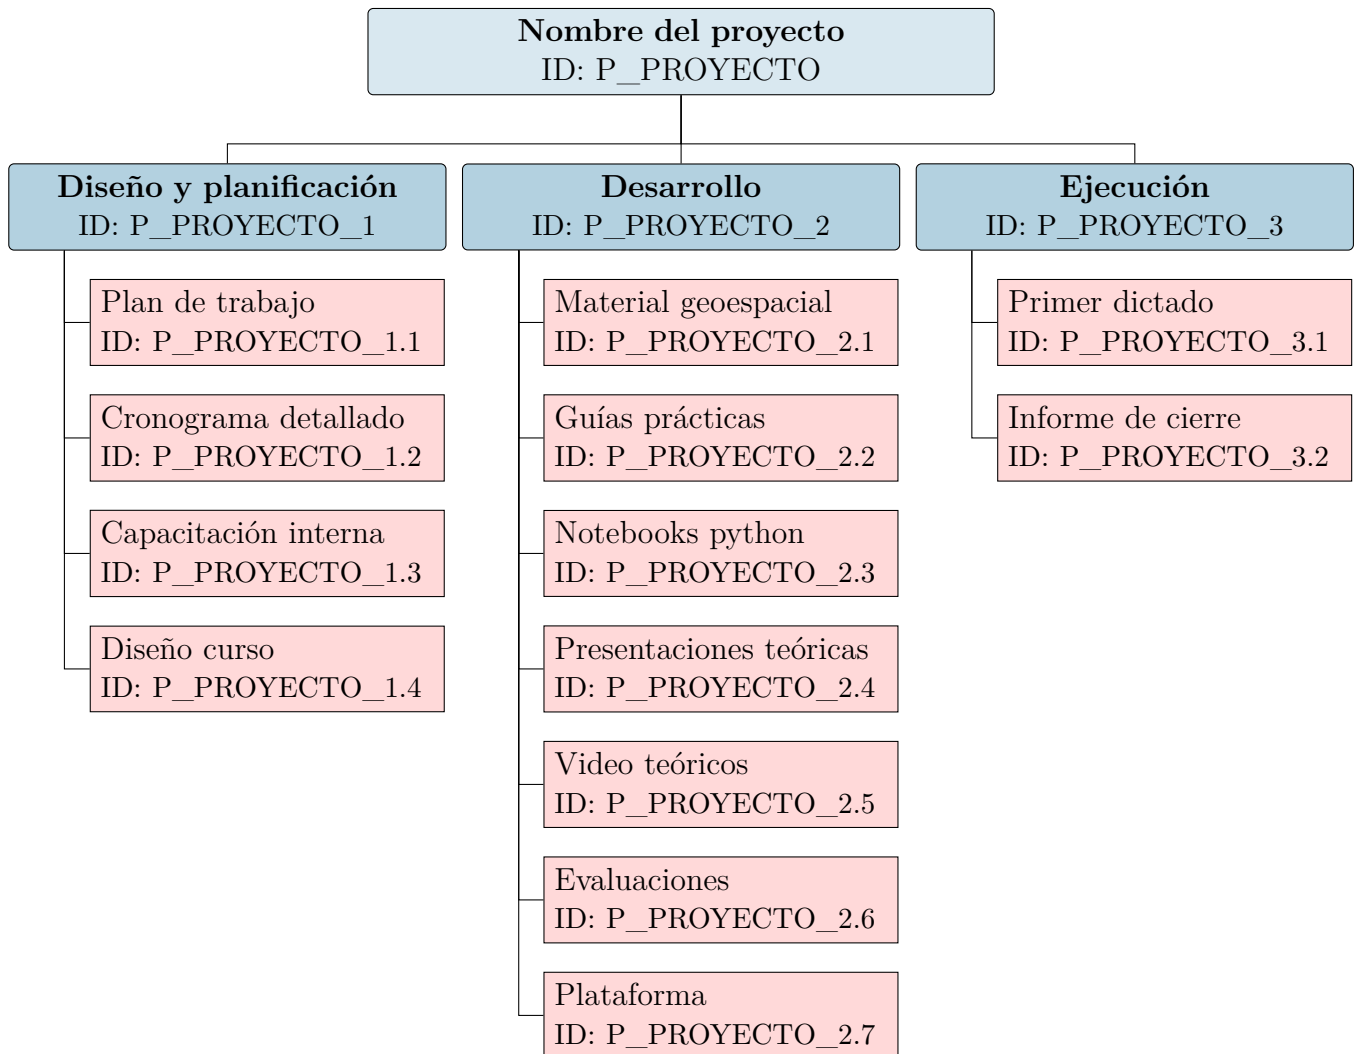 Nombre del proyecto
ID: P_PROYECTO
Diseño y planificación
ID: P_PROYECTO_1
Plan de trabajo
ID: P_PROYECTO_1.1
Cronograma detallado
ID: P_PROYECTO_1.2
Capacitación interna
ID: P_PROYECTO_1.3
Diseño curso
ID: P_PROYECTO_1.4
Desarrollo
ID: P_PROYECTO_2
Material geoespacial
ID: P_PROYECTO_2.1
Guías prácticas
ID: P_PROYECTO_2.2
Notebooks python
ID: P_PROYECTO_2.3
Presentaciones teóricas
ID: P_PROYECTO_2.4
Video teóricos
ID: P_PROYECTO_2.5
Evaluaciones
ID: P_PROYECTO_2.6
Plataforma
ID: P_PROYECTO_2.7
Ejecución
ID: P_PROYECTO_3
Primer dictado
ID: P_PROYECTO_3.1
Informe de cierre
ID: P_PROYECTO_3.2